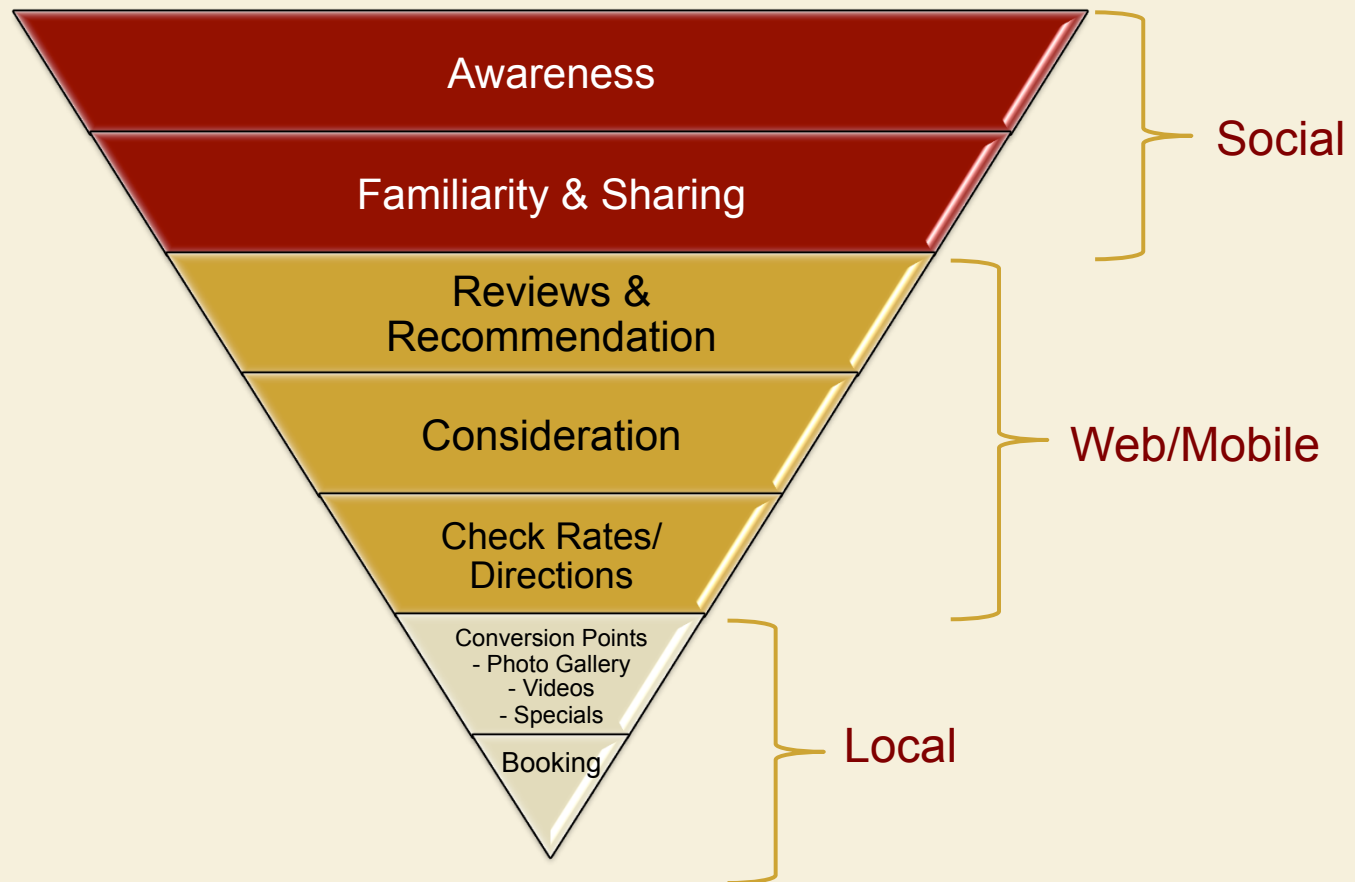 Awareness
Familiarity & Sharing
Reviews &
Recommendation
Consideration
Check Rates/
Directions
Conversion Points
- Photo Gallery
- Videos
- Specials
Booking
Social
Web/Mobile
Local